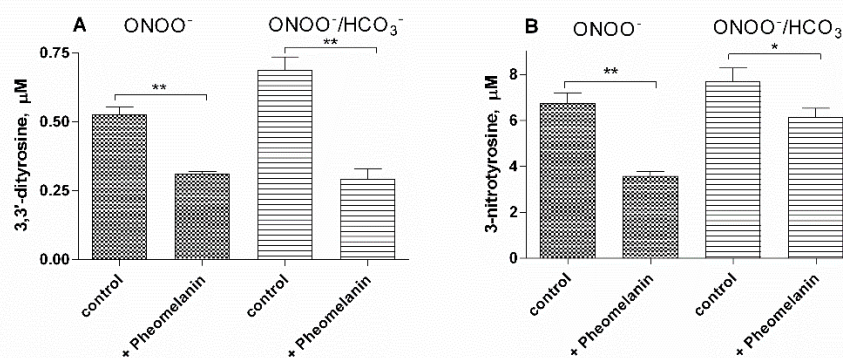 A
ONOO⁻
ONOO⁻/HCO₃⁻
3,3'-dityrosine, μM
0.75
0.50
0.25
0.00
**
**
control
+ Pheomelanin
control
+ Pheomelanin
B
ONOO⁻
ONOO⁻/HCO₃
3-nitrotyrosine, μM
8
6
4
2
0
**
*
control
+ Pheomelanin
control
+ Pheomelanin